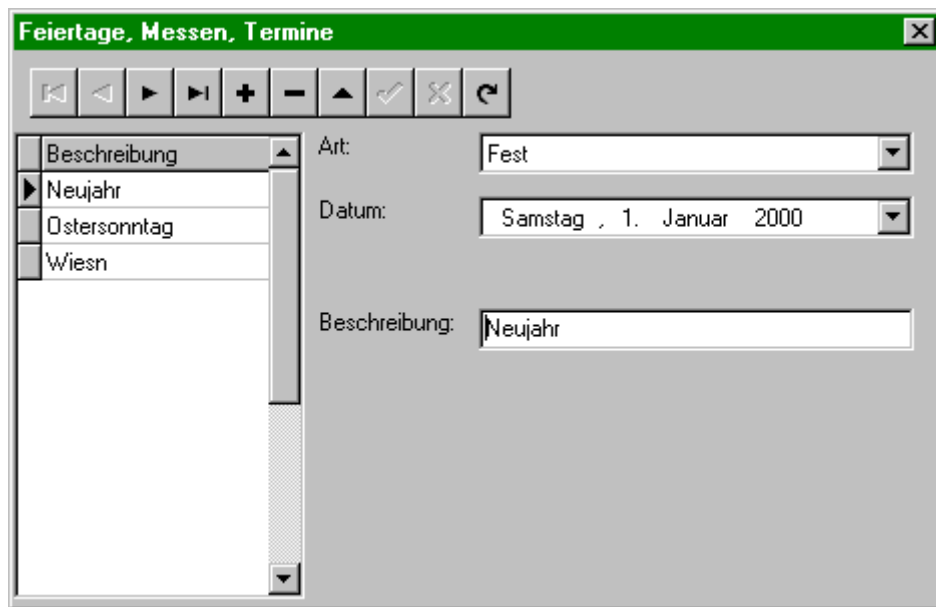 Feiertage, Messen, Termine
Beschreibung
Neujahr
Ostersonntag
Wiesn
Art: Fest
Datum: Samstag , 1. Januar 2000
Beschreibung: Neujahr